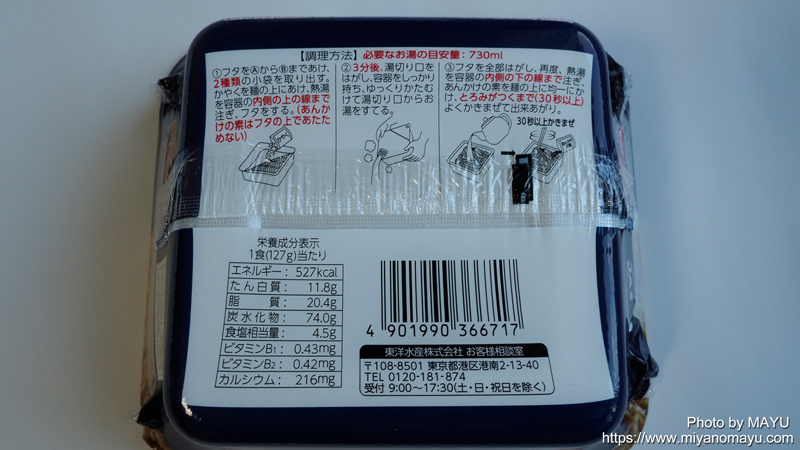 【調理方法】必要なお湯の目安量：730ml
①フタをⒶからⒷまであけ、
2種類の小袋を取り出す。
かやくを麺の上にあけ、熱湯
を容器の内側の上の線まで
注ぎ、フタをする。(あんか
けの素はフタの上であたた
めない)
②3分後、湯切り口を
はがし、容器をしっかり
持ち、ゆっくりかたむ
けて湯切り口からお
湯をすてる。
③フタを全部はがし、再度、熱湯
を容器の内側の下の線まで注ぎ、
あんかけの素を麺の上に均一にか
け、とろみがつくまで(30秒以上)
よくかきまぜて出来あがり。
30秒以上かきまぜ
栄養成分表示
1食(127g)当たり
エネルギー：527kcal
たん白質：11.8g
脂質：20.4g
炭水化物：74.0g
食塩相当量：4.5g
ビタミンB1：0.43mg
ビタミンB2：0.42mg
カルシウム：216mg
4 901990 366717
東洋水産株式会社 お客様相談室
〒108-8501 東京都港区港南2-13-40
TEL 0120-181-874
受付 9:00〜17:30(土・日・祝日を除く)
Photo by MAYU
https://www.miyanomayu.com/